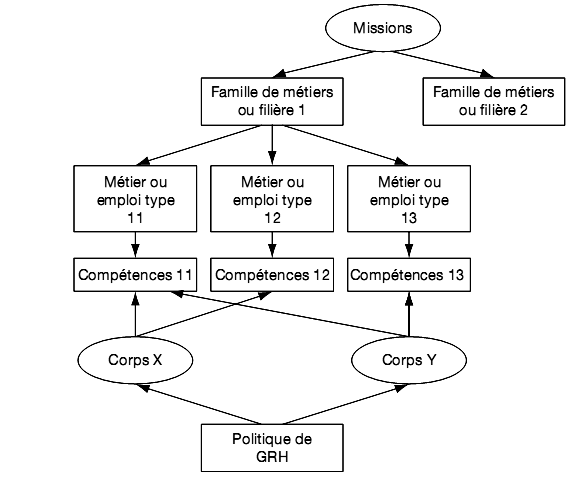 Missions
Famille de métiers
ou filière 1
Famille de métiers
ou filière 2
Métier ou
emploi type
11
Métier ou
emploi type
12
Métier ou
emploi type
13
Compétences 11
Compétences 12
Compétences 13
Corps X
Corps Y
Politique de
GRH